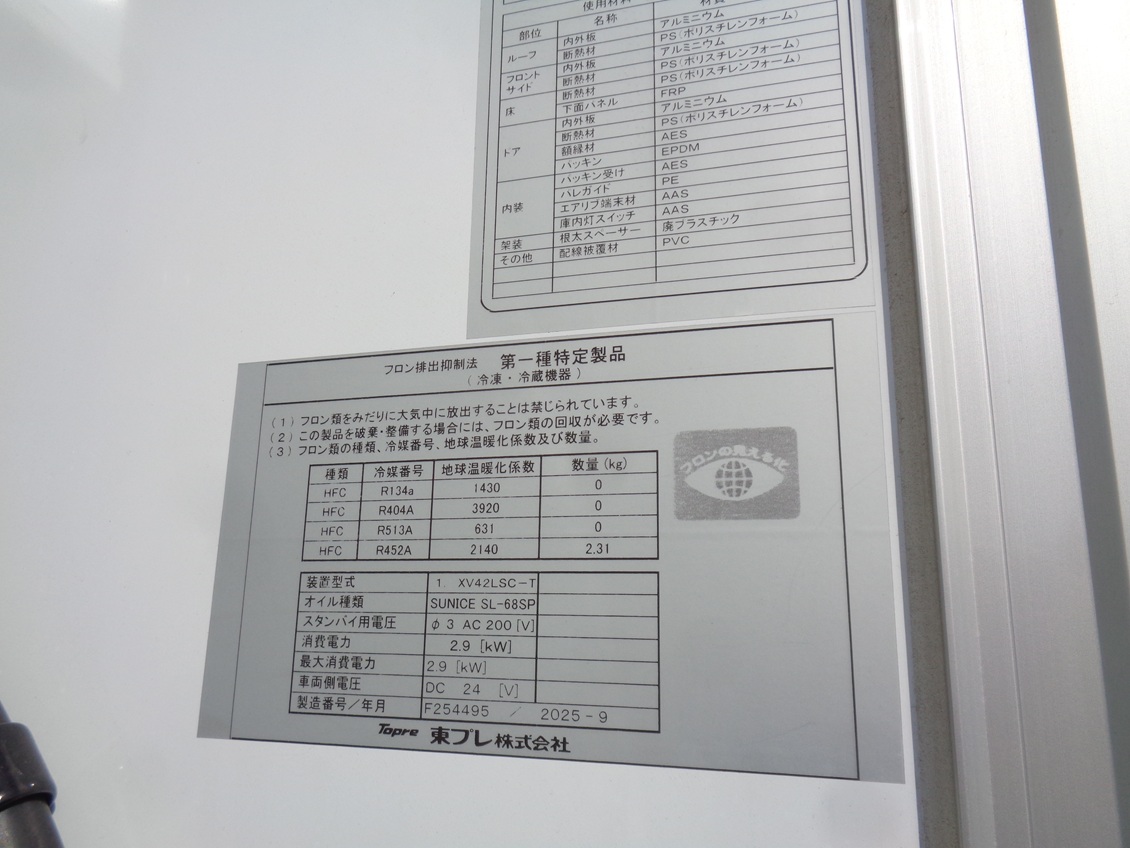 使用材料
部位 名称 材質
ルーフ 内外板 アルミニウム
断熱材 PS(ポリスチレンフォーム)
フロント サイド 内外板 アルミニウム
断熱材 PS(ポリスチレンフォーム)
床 断熱材 PS(ポリスチレンフォーム)
下面パネル FRP
ドア 内外板 アルミニウム
断熱材 PS(ポリスチレンフォーム)
額縁材 AES
パッキン EPDM
内装 パッキン受け AES
ハレガイド PE
エアリブ端末材 AAS
庫内灯スイッチ AAS
架装 根太スペーサー 廃プラスチック
その他 配線被覆材 PVC
フロン排出抑制法 第一種特定製品
(冷凍・冷蔵機器)
(1)フロン類をみだりに大気中に放出することは禁じられています。
(2)この製品を破棄・整備する場合には、フロン類の回収が必要です。
(3)フロン類の種類、冷媒番号、地球温暖化係数及び数量。
種類 冷媒番号 地球温暖化係数 数量(kg)
HFC R134a 1430 0
HFC R404A 3920 0
HFC R513A 631 0
HFC R452A 2140 2.31
フロンの見える化
装置型式 1. XV42LSC-T
オイル種類 SUNICE SL-68SP
スタンバイ用電圧 φ3 AC 200 [V]
消費電力 2.9 [kW]
最大消費電力 2.9 [kW]
車両側電圧 DC 24 [V]
製造番号/年月 F254495 / 2025-9
Topre 東プレ株式会社